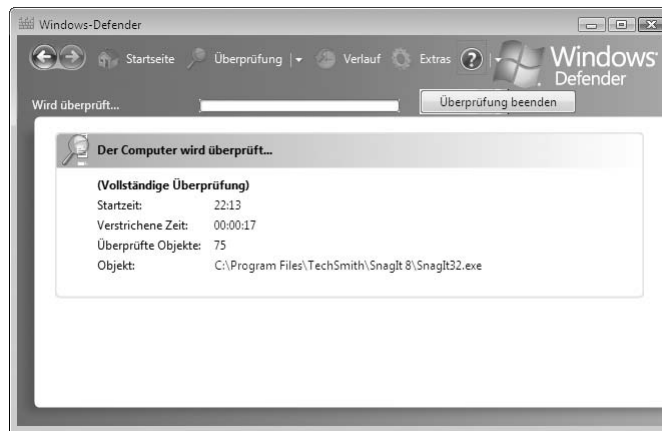 Windows-Defender
Startseite Überprüfung Verlauf Extras ?
Windows
Defender
Wird überprüft... Überprüfung beenden
Der Computer wird überprüft...
(Vollständige Überprüfung)
Startzeit: 22:13
Verstrichene Zeit: 00:00:17
Überprüfte Objekte: 75
Objekt: C:\Program Files\TechSmith\SnagIt 8\SnagIt32.exe